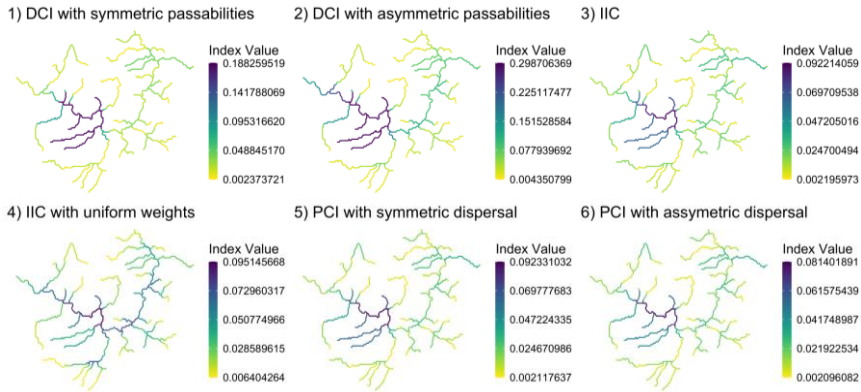 1) DCI with symmetric passabilities
Index Value
0.188259519
0.141788069
0.095316620
0.048845170
0.002373721
2) DCI with asymmetric passabilities
Index Value
0.298706369
0.225117477
0.151528584
0.077939692
0.004350799
3) IIC
Index Value
0.092214059
0.069709538
0.047205016
0.024700494
0.002195973
4) IIC with uniform weights
Index Value
0.095145668
0.072960317
0.050774966
0.028589615
0.006404264
5) PCI with symmetric dispersal
Index Value
0.092331032
0.069777683
0.047224335
0.024670986
0.002117637
6) PCI with assymetric dispersal
Index Value
0.081401891
0.061575439
0.041748987
0.021922534
0.002096082